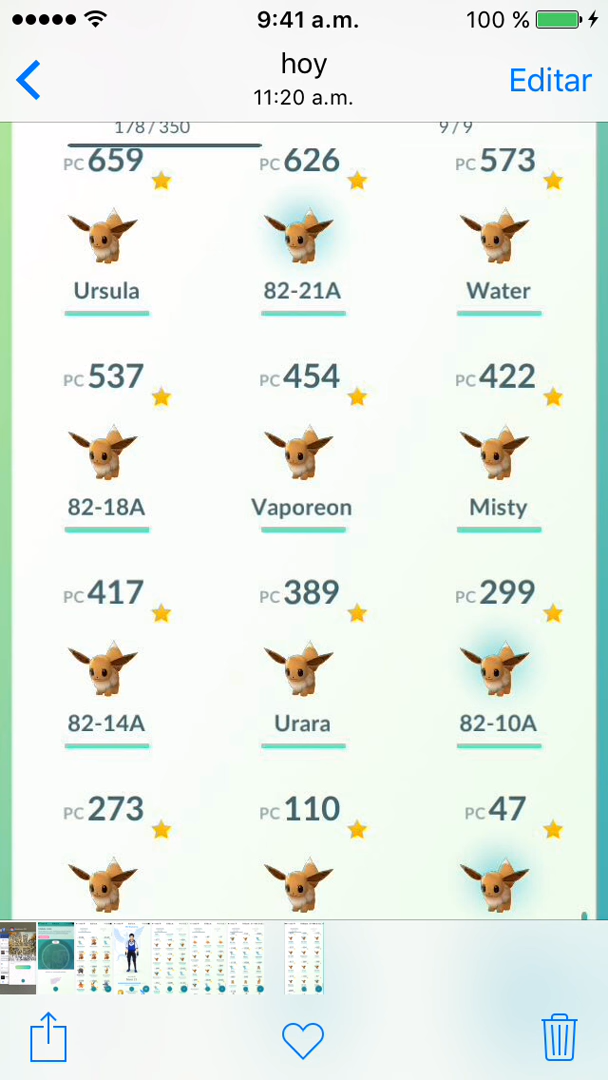 9:41 a.m.
100 %
hoy
11:20 a.m.
Editar
178/350
9/9
PC 659
PC 626
PC 573
Ursula
82-21A
Water
PC 537
PC 454
PC 422
82-18A
Vaporeon
Misty
PC 417
PC 389
PC 299
82-14A
Urara
82-10A
PC 273
PC 110
PC 47